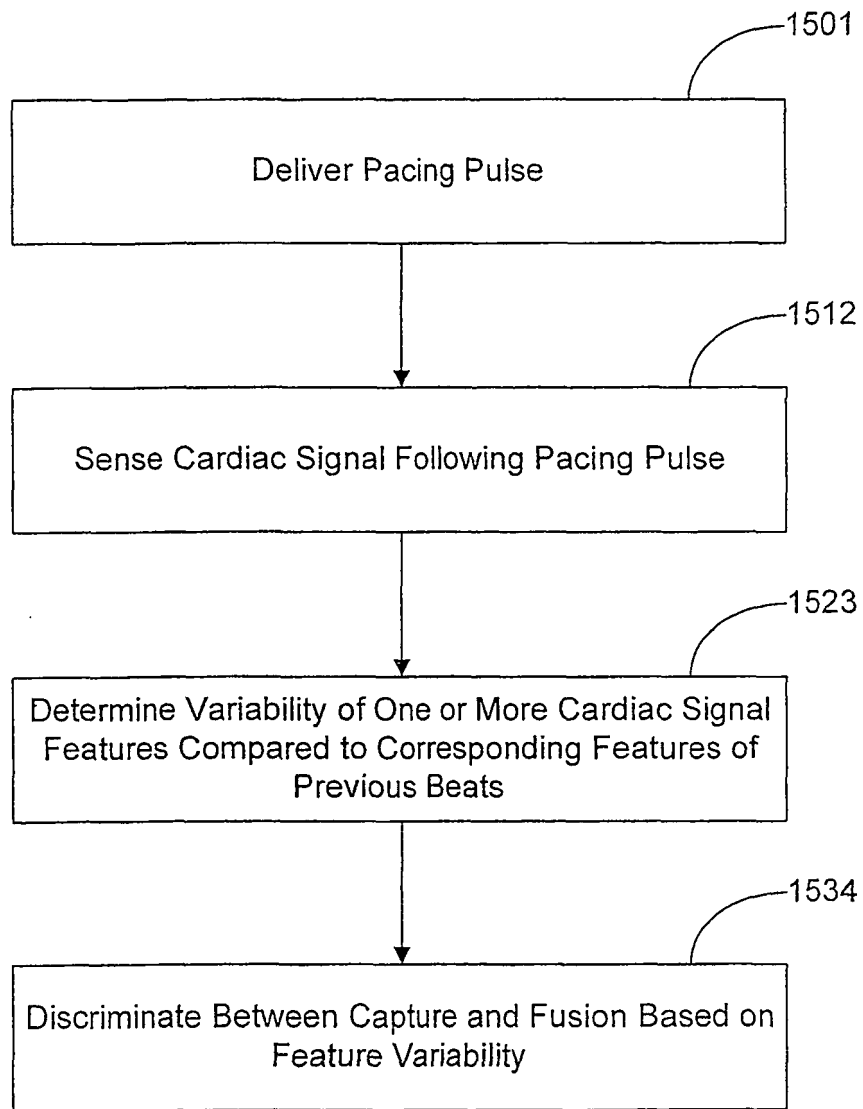 1501
Deliver Pacing Pulse
1512
Sense Cardiac Signal Following Pacing Pulse
1523
Determine Variability of One or More Cardiac Signal
Features Compared to Corresponding Features of
Previous Beats
1534
Discriminate Between Capture and Fusion Based on
Feature Variability